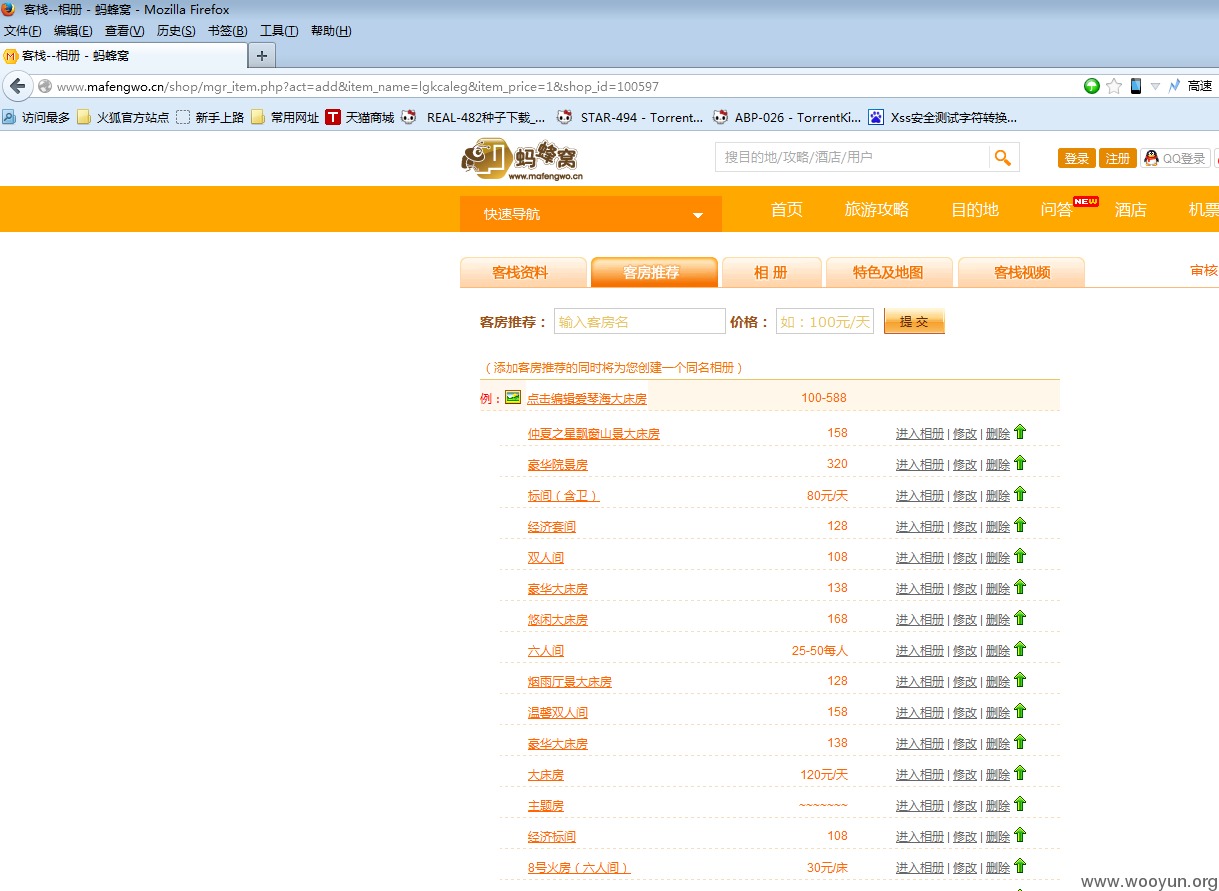 客栈--相册 - 蚂蜂窝 - Mozilla Firefox
文件(F) 编辑(E) 查看(V) 历史(S) 书签(B) 工具(T) 帮助(H)
客栈--相册 - 蚂蜂窝
www.mafengwo.cn/shop/mgr_item.php?act=add&item_name=lgkcaleg&item_price=1&shop_id=100597 高速
访问最多 火狐官方站点 新手上路 常用网址 天猫商城 REAL-482种子下载_... STAR-494 - Torrent... ABP-026 - TorrentKi... Xss安全测试字符转换...
蚂蜂窝 www.mafengwo.cn 搜目的地/攻略/酒店/用户 登录 注册 QQ登录
快速导航 首页 旅游攻略 目的地 问答 NEW 酒店 机票
客栈资料 客房推荐 相 册 特色及地图 客栈视频 审核
客房推荐： 输入客房名 价格： 如：100元/天 提 交
（添加客房推荐的同时将为您创建一个同名相册）
例： 点击编辑爱琴海大床房 100-588
仲夏之星飘窗山景大床房 158 进入相册 | 修改 | 删除
豪华院景房 320 进入相册 | 修改 | 删除
标间（含卫） 80元/天 进入相册 | 修改 | 删除
经济套间 128 进入相册 | 修改 | 删除
双人间 108 进入相册 | 修改 | 删除
豪华大床房 138 进入相册 | 修改 | 删除
悠闲大床房 168 进入相册 | 修改 | 删除
六人间 25-50每人 进入相册 | 修改 | 删除
烟雨厅景大床房 128 进入相册 | 修改 | 删除
温馨双人间 158 进入相册 | 修改 | 删除
豪华大床房 138 进入相册 | 修改 | 删除
大床房 120元/天 进入相册 | 修改 | 删除
主题房 ~~~~~~~ 进入相册 | 修改 | 删除
经济标间 108 进入相册 | 修改 | 删除
8号火房（六人间） 30元/床 进入相册 | 修改 | 删除
www.wooyun.org